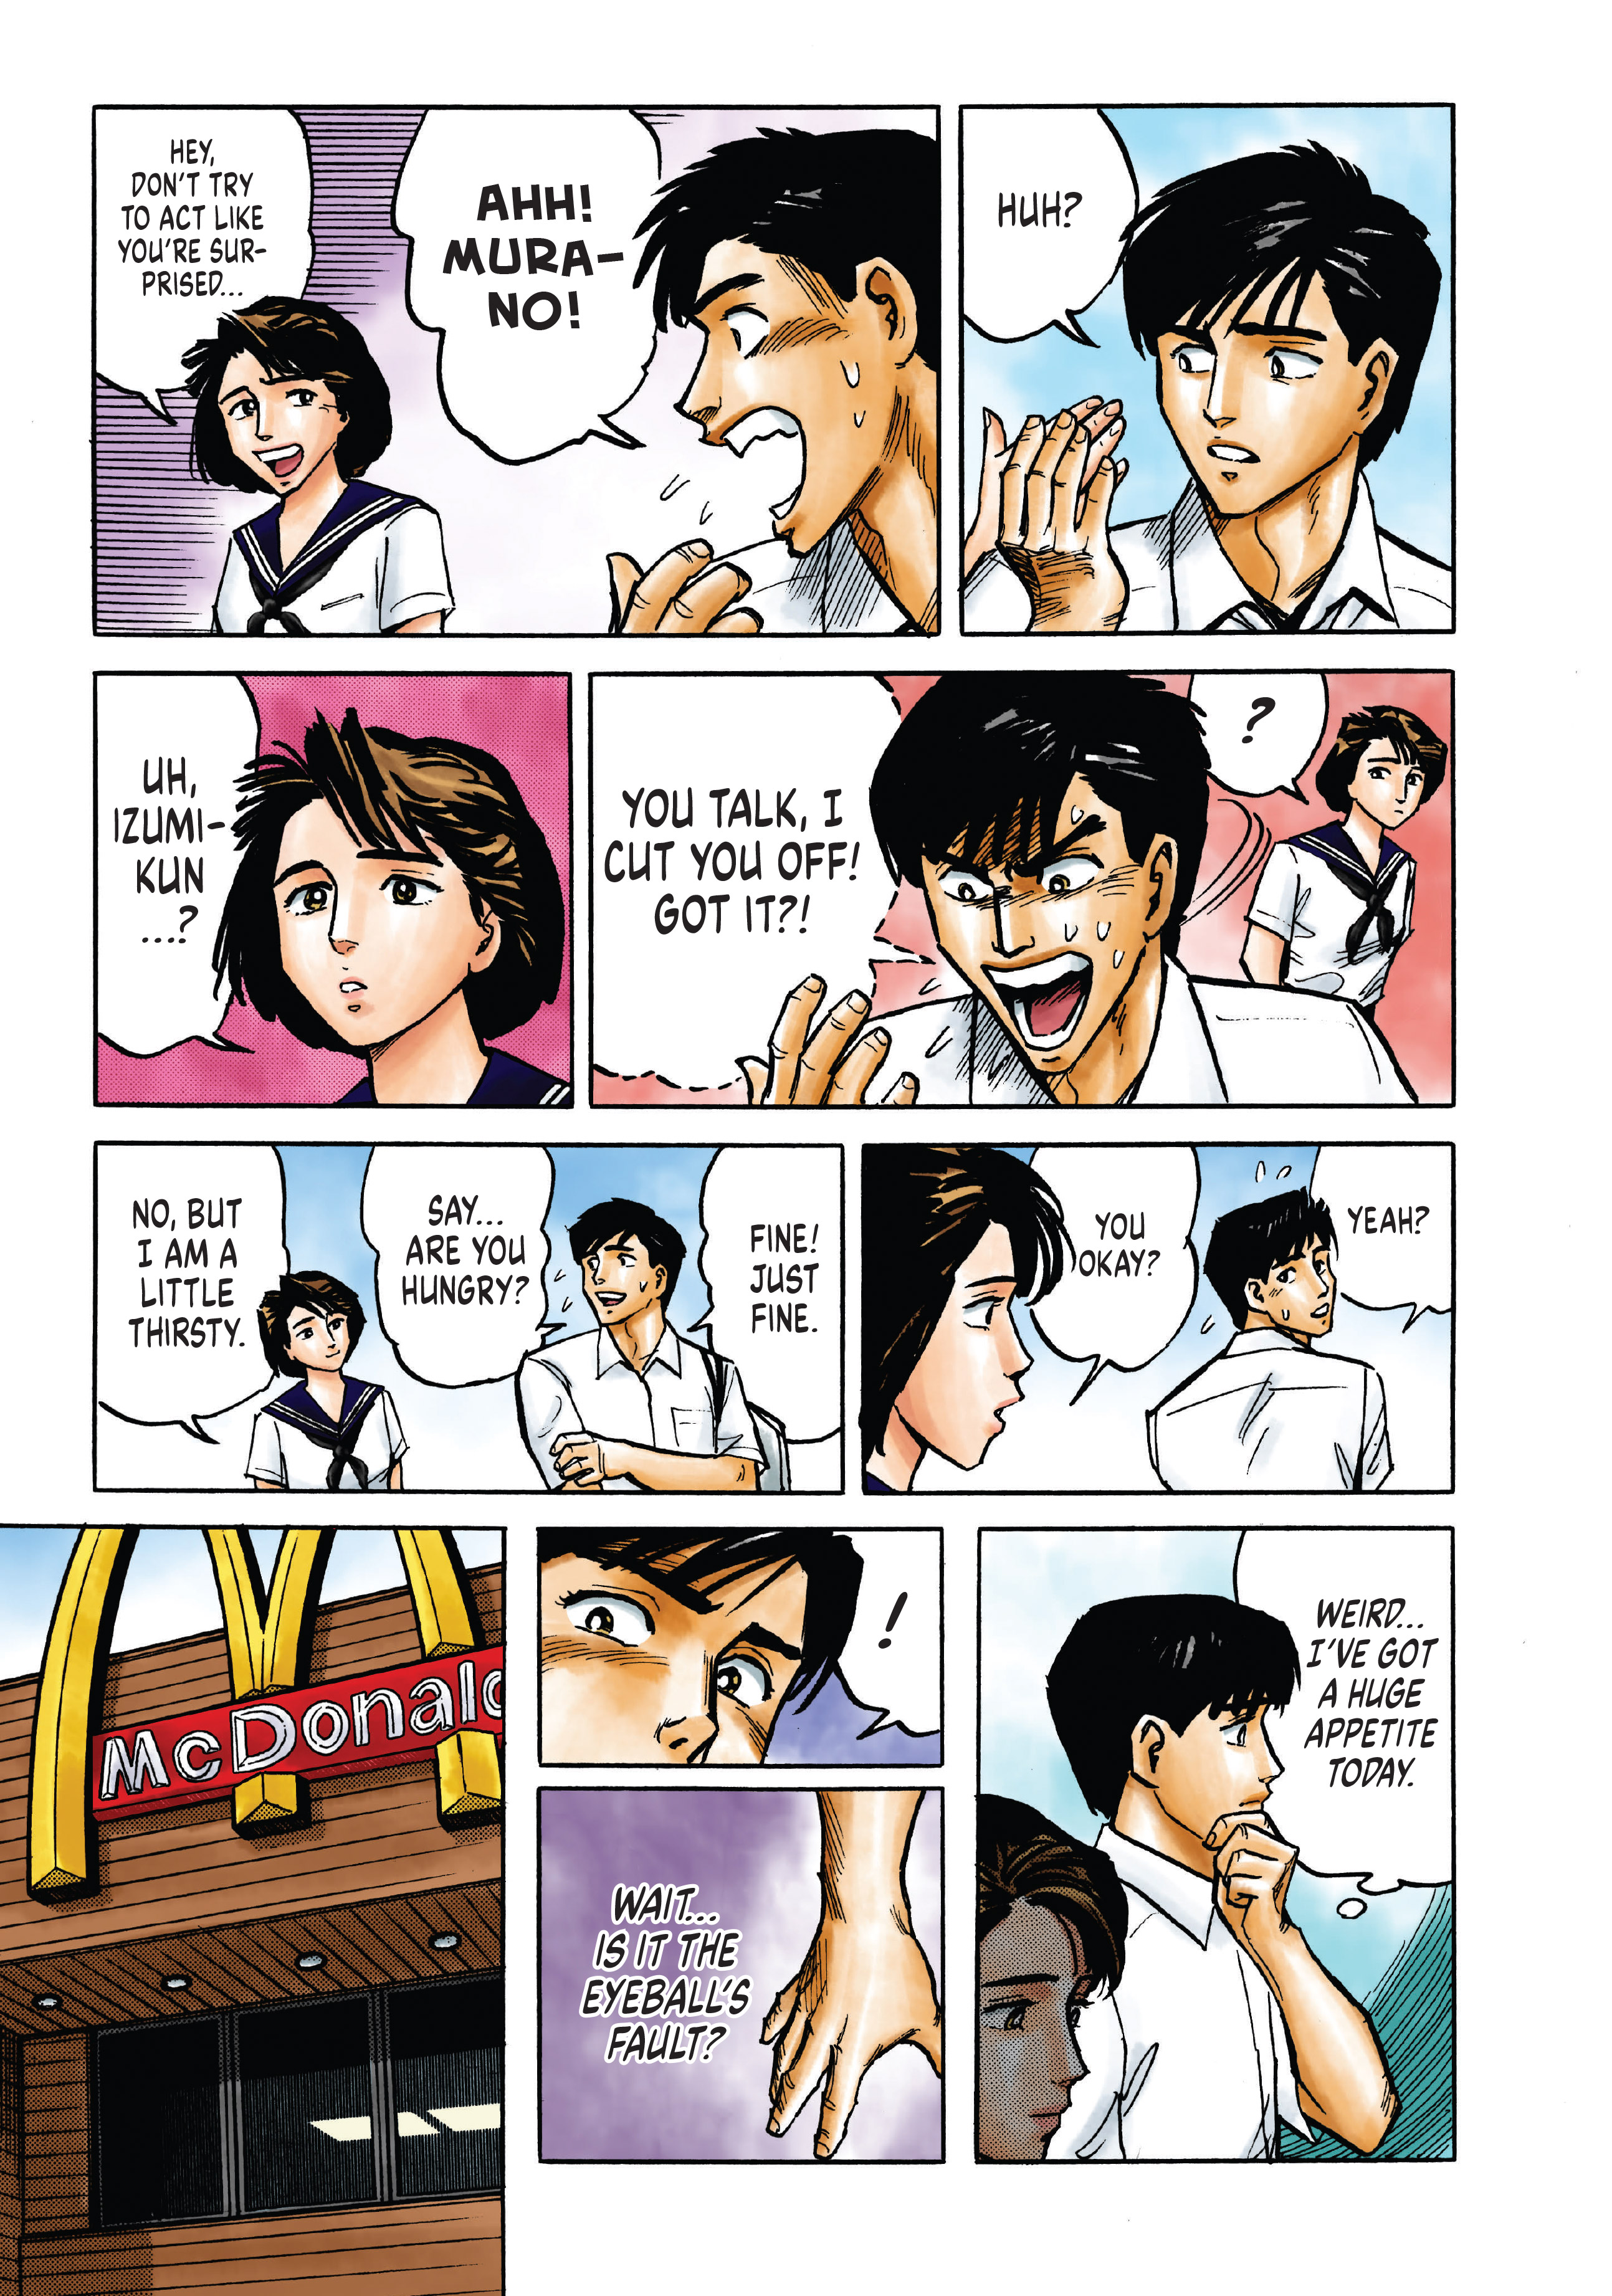 HUH?
AHH!
MURA-
NO!
HEY,
DON'T TRY
TO ACT LIKE
YOU'RE SUR-
PRISED...
?
YOU TALK, I
CUT YOU OFF!
GOT IT?!
UH,
IZUMI-
KUN
....?
YEAH?
YOU
OKAY?
FINE!
JUST
FINE.
SAY...
ARE YOU
HUNGRY?
NO, BUT
I AM A
LITTLE
THIRSTY.
WEIRD...
I'VE GOT
A HUGE
APPETITE
TODAY.
!
WAIT...
IS IT THE
EYEBALL'S
FAULT?
McDonald